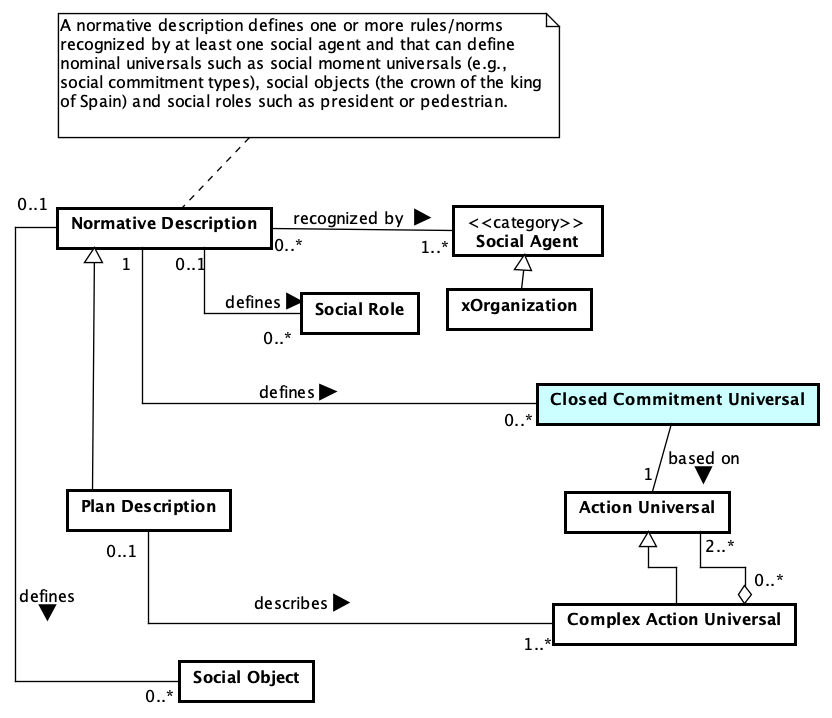 A normative description defines one or more rules/norms
recognized by at least one social agent and that can define
nominal universals such as social moment universals (e.g.,
social commitment types), social objects (the crown of the king
of Spain) and social roles such as president or pedestrian.
0..1
Normative Description
recognized by
0..*
1..*
<<category>>
Social Agent
xOrganization
1
0..1
defines
Social Role
0..*
defines
Closed Commitment Universal
0..*
based on
1
Action Universal
Plan Description
0..1
2..*
0..*
defines
describes
Complex Action Universal
1..*
Social Object
0..*